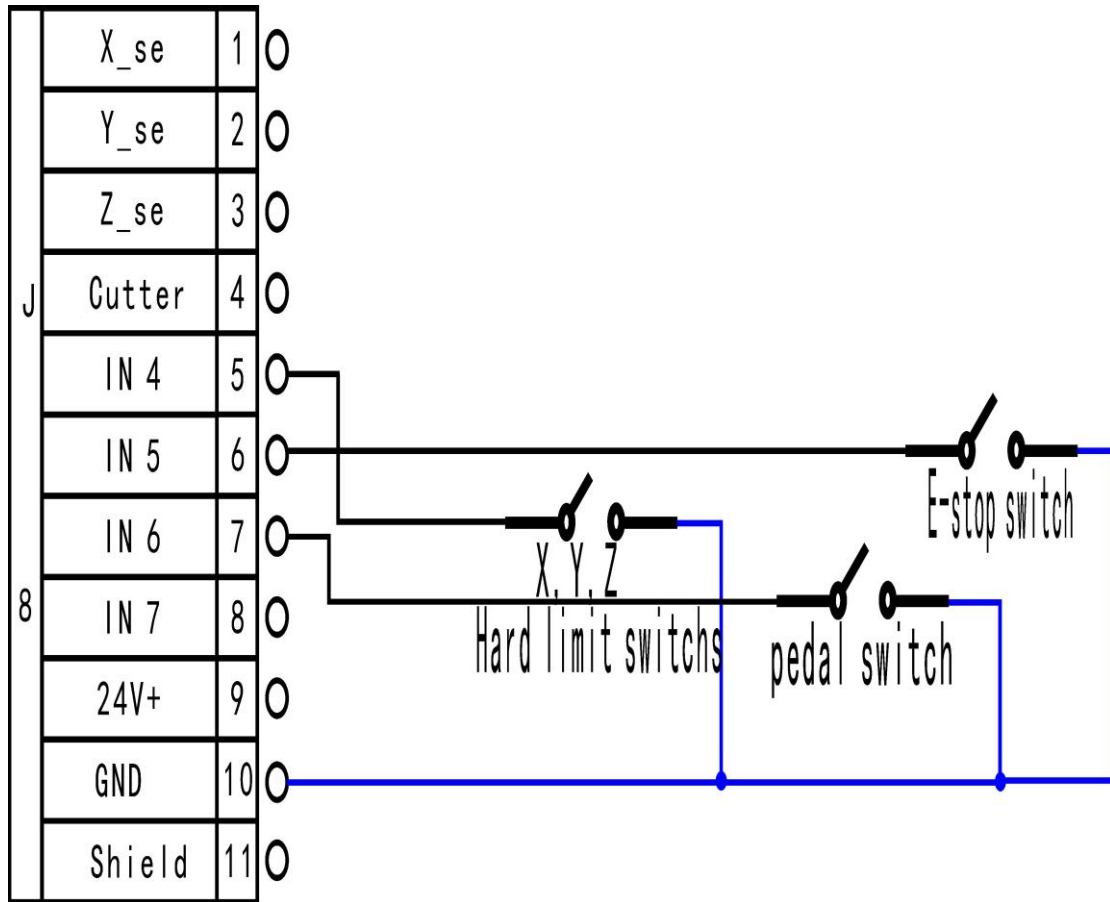 J
8
X_se 1
Y_se 2
Z_se 3
Cutter 4
IN 4 5
IN 5 6
IN 6 7
IN 7 8
24V+ 9
GND 10
Shield 11
E-stop switch
X, Y, Z
Hard limit switchs
pedal switch